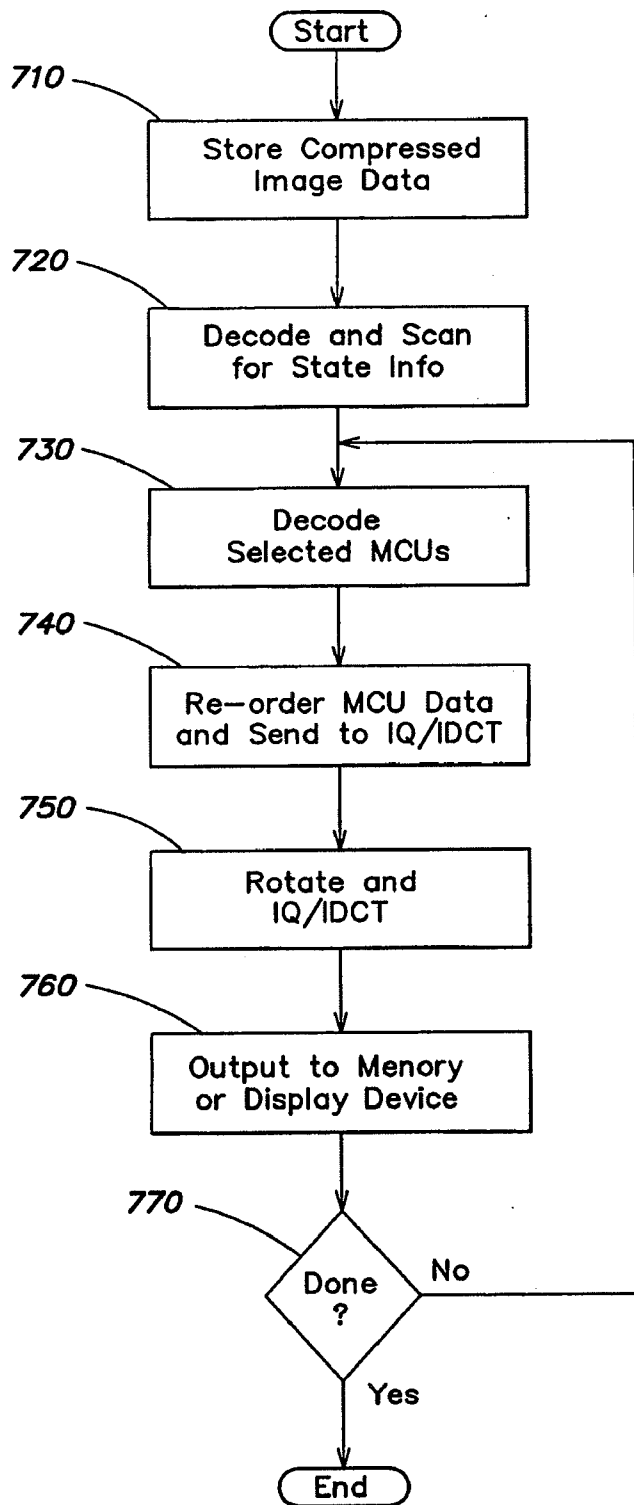 Start
710
Store Compressed
Image Data
720
Decode and Scan
for State Info
730
Decode
Selected MCUs
740
Re-order MCU Data
and Send to IQ/IDCT
750
Rotate and
IQ/IDCT
760
Output to Menory
or Display Device
770
Done
?
No
Yes
End